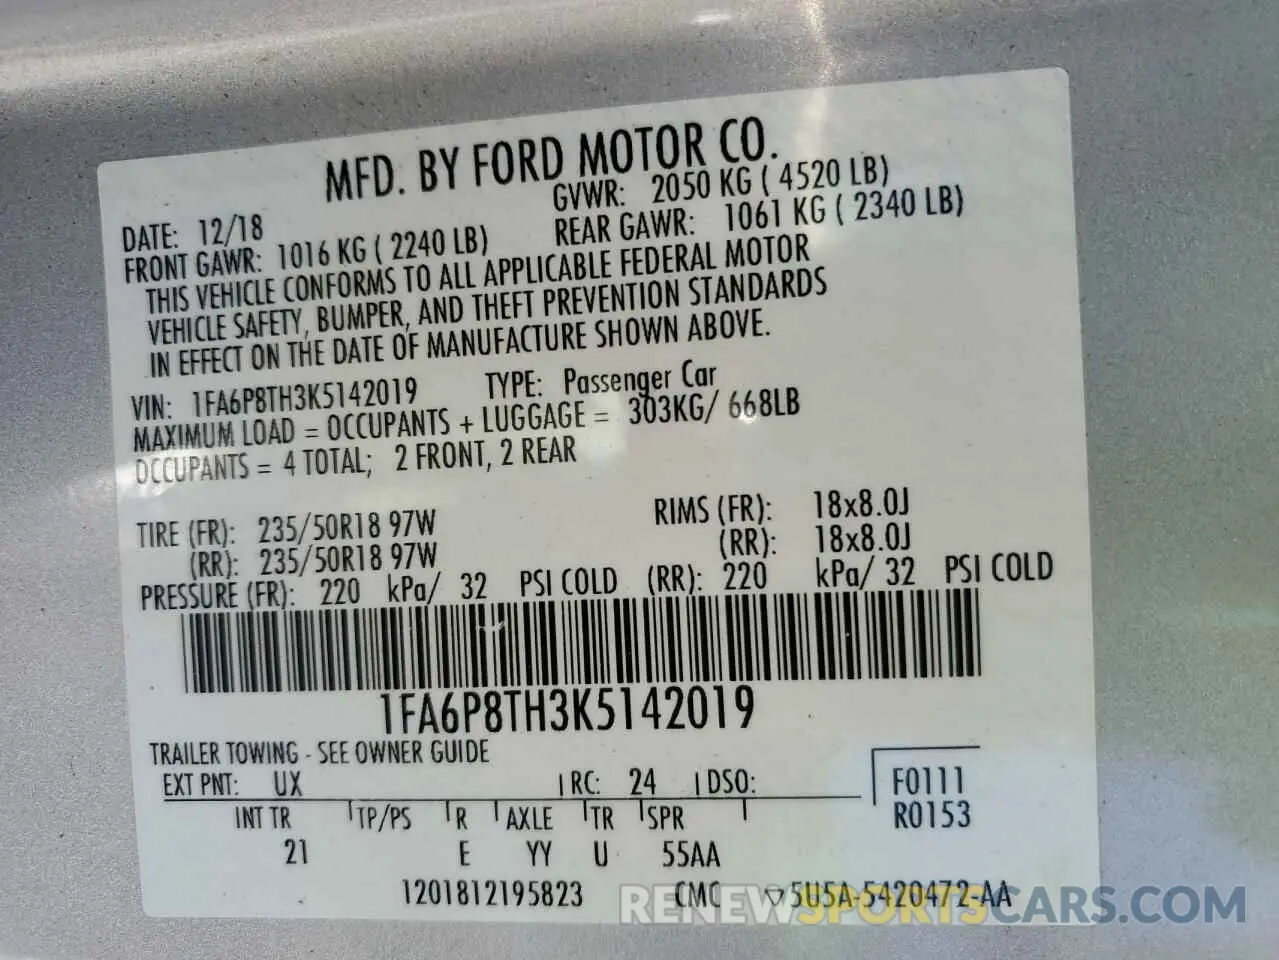 MFD. BY FORD MOTOR CO.
DATE: 12/18 GVWR: 2050 KG ( 4520 LB)
FRONT GAWR: 1016 KG ( 2240 LB) REAR GAWR: 1061 KG ( 2340 LB)
THIS VEHICLE CONFORMS TO ALL APPLICABLE FEDERAL MOTOR
VEHICLE SAFETY, BUMPER, AND THEFT PREVENTION STANDARDS
IN EFFECT ON THE DATE OF MANUFACTURE SHOWN ABOVE.
VIN: 1FA6P8TH3K5142019 TYPE: Passenger Car
MAXIMUM LOAD = OCCUPANTS + LUGGAGE = 303KG/ 668LB
OCCUPANTS = 4 TOTAL; 2 FRONT, 2 REAR
TIRE (FR): 235/50R18 97W RIMS (FR): 18x8.0J
(RR): 235/50R18 97W (RR): 18x8.0J
PRESSURE (FR): 220 kPa/ 32 PSI COLD (RR): 220 kPa/ 32 PSI COLD
1FA6P8TH3K5142019
TRAILER TOWING - SEE OWNER GUIDE
EXT PNT: UX RC: 24 DSO: F0111
INT TR TP/PS R AXLE TR SPR R0153
21 E YY U 55AA
1201812195823 CMC ▽5U5A-5420472-AA
RENEWSPORTSCARS.COM